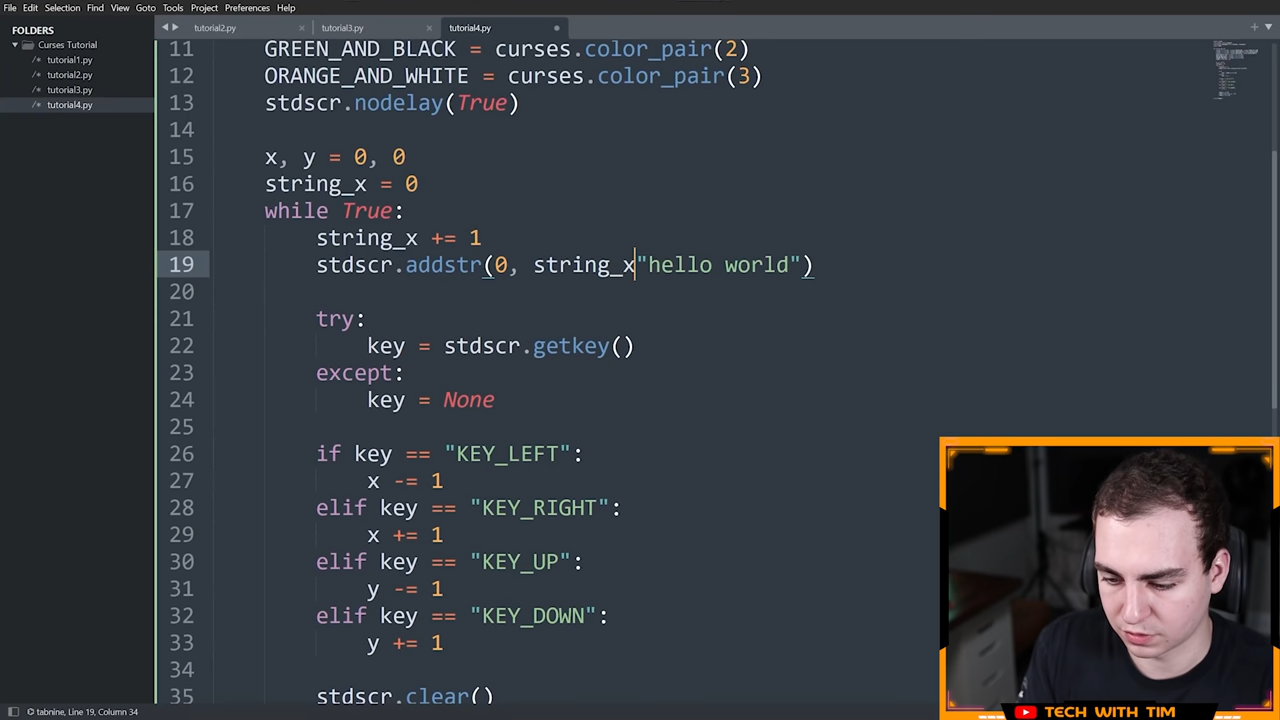 File Edit Selection Find View Goto Tools Project Preferences Help
FOLDERS
Curses Tutorial
tutorial1.py
tutorial2.py
tutorial3.py
tutorial4.py
tutorial2.py tutorial3.py tutorial4.py
11 GREEN_AND_BLACK = curses.color_pair(2)
12 ORANGE_AND_WHITE = curses.color_pair(3)
13 stdscr.nodelay(True)
14
15 x, y = 0, 0
16 string_x = 0
17 while True:
18 string_x += 1
19 stdscr.addstr(0, string_x"hello world")
20
21 try:
22 key = stdscr.getkey()
23 except:
24 key = None
25
26 if key == "KEY_LEFT":
27 x -= 1
28 elif key == "KEY_RIGHT":
29 x += 1
30 elif key == "KEY_UP":
31 y -= 1
32 elif key == "KEY_DOWN":
33 y += 1
34
35 stdscr.clear()
tabnine, Line 19, Column 34
TECH WITH TIM